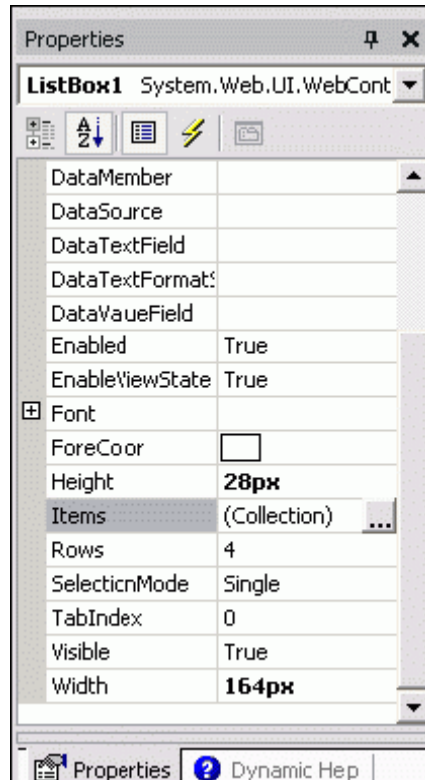 Properties
ListBox1 System.Web.UI.WebCont
DataMember
DataSource
DataTextField
DataTextFormatS
DataVaueField
Enabled True
EnableViewState True
Font
ForeCoor
Height 28px
Items (Collection) ...
Rows 4
SelecticnMode Single
TabIndex 0
Visible True
Width 164px
Properties Dynamic Hep